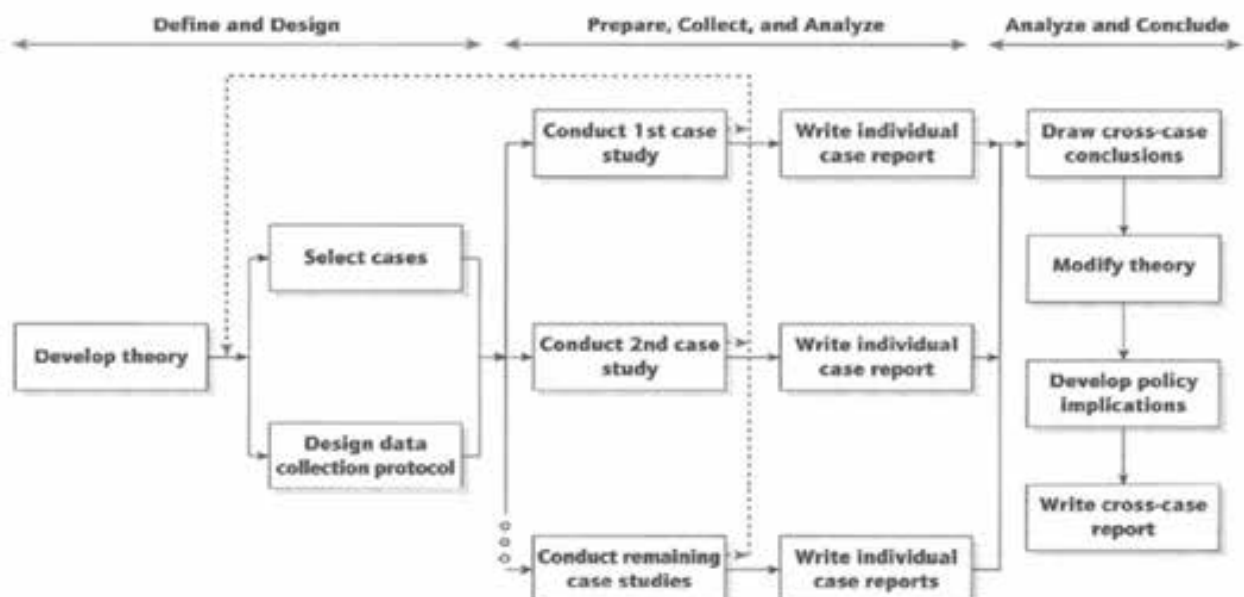 Define and Design
Prepare, Collect, and Analyze
Analyze and Conclude
Develop theory
Select cases
Design data
collection protocol
Conduct 1st case
study
Write individual
case report
Conduct 2nd case
study
Write individual
case report
Conduct remaining
case studies
Write individual
case reports
Draw cross-case
conclusions
Modify theory
Develop policy
implications
Write cross-case
report